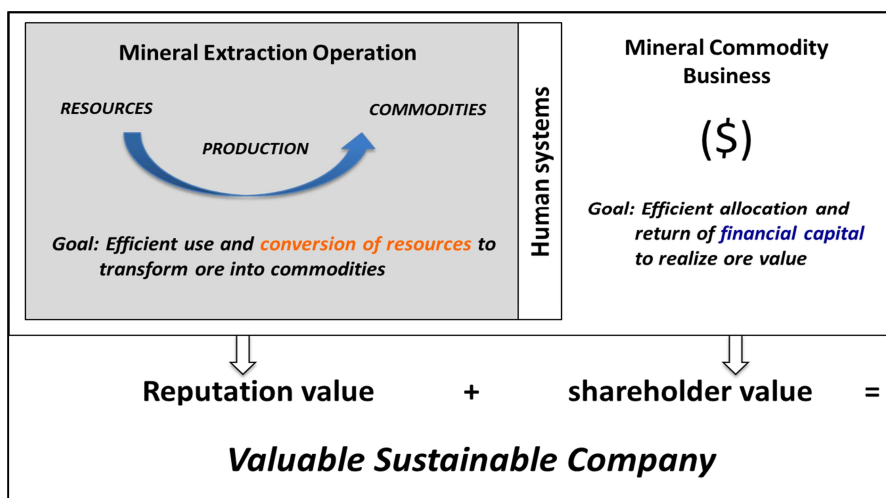 Mineral Extraction Operation
RESOURCES
COMMODITIES
PRODUCTION
Goal: Efficient use and conversion of resources to
transform ore into commodities
Human systems
Mineral Commodity
Business
($)
Goal: Efficient allocation and
return of financial capital
to realize ore value
Reputation value + shareholder value =
Valuable Sustainable Company